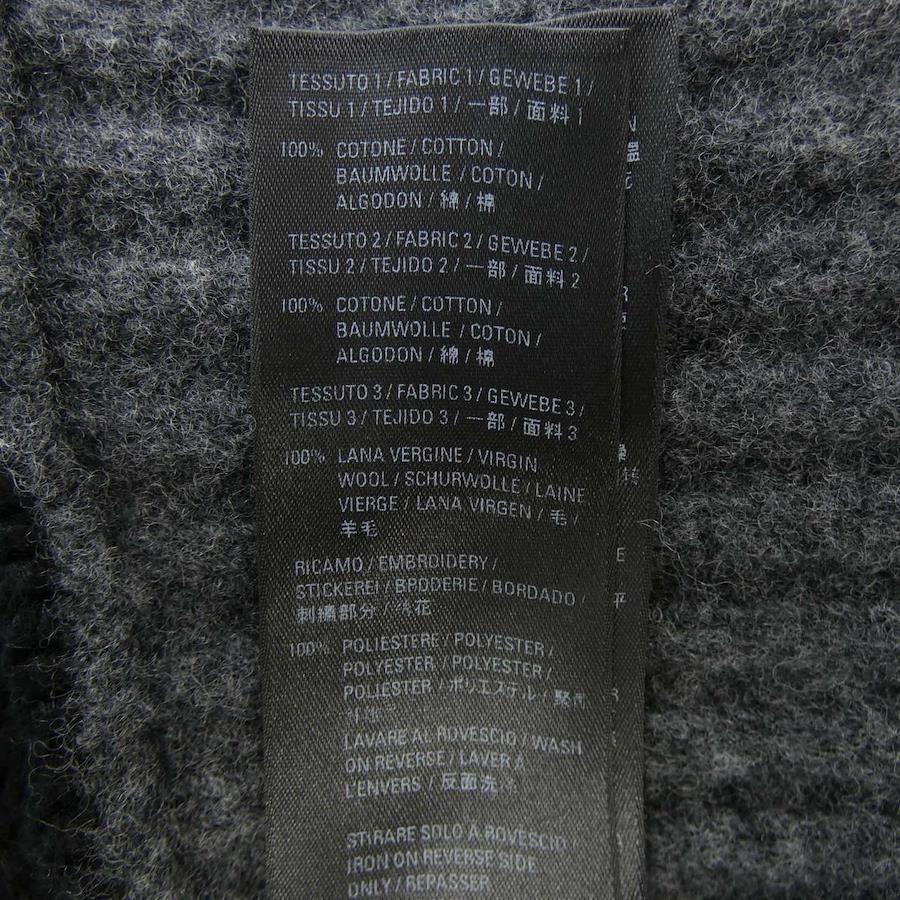 TESSUTO 1 / FABRIC 1 / GEWEBE 1 /
TISSU 1 / TEJIDO 1 / 一部 / 面料 1
100% COTONE / COTTON /
BAUMWOLLE / COTON /
ALGODON / 綿 / 棉
TESSUTO 2 / FABRIC 2 / GEWEBE 2 /
TISSU 2 / TEJIDO 2 / 一部 / 面料 2
100% COTONE / COTTON /
BAUMWOLLE / COTON /
ALGODON / 綿 / 棉
TESSUTO 3 / FABRIC 3 / GEWEBE 3 /
TISSU 3 / TEJIDO 3 / 一部 / 面料 3
100% LANA VERGINE / VIRGIN
WOOL / SCHURWOLLE / LAINE
VIERGE / LANA VIRGEN / 毛 /
羊毛
RICAMO / EMBROIDERY /
STICKEREI / BRODERIE / BORDADO /
刺繍部分 / 绣花
100% POLIESTERE / POLYESTER /
POLYESTER / POLYESTER /
POLIESTER / ポリエステル /
LAVARE AL ROVESCIO / WASH
ON REVERSE / LAVER A
L'ENVERS / 反面洗涤
STIRARE SOLO A ROVESCIO /
IRON ON REVERSE SIDE
ONLY / REPASSER